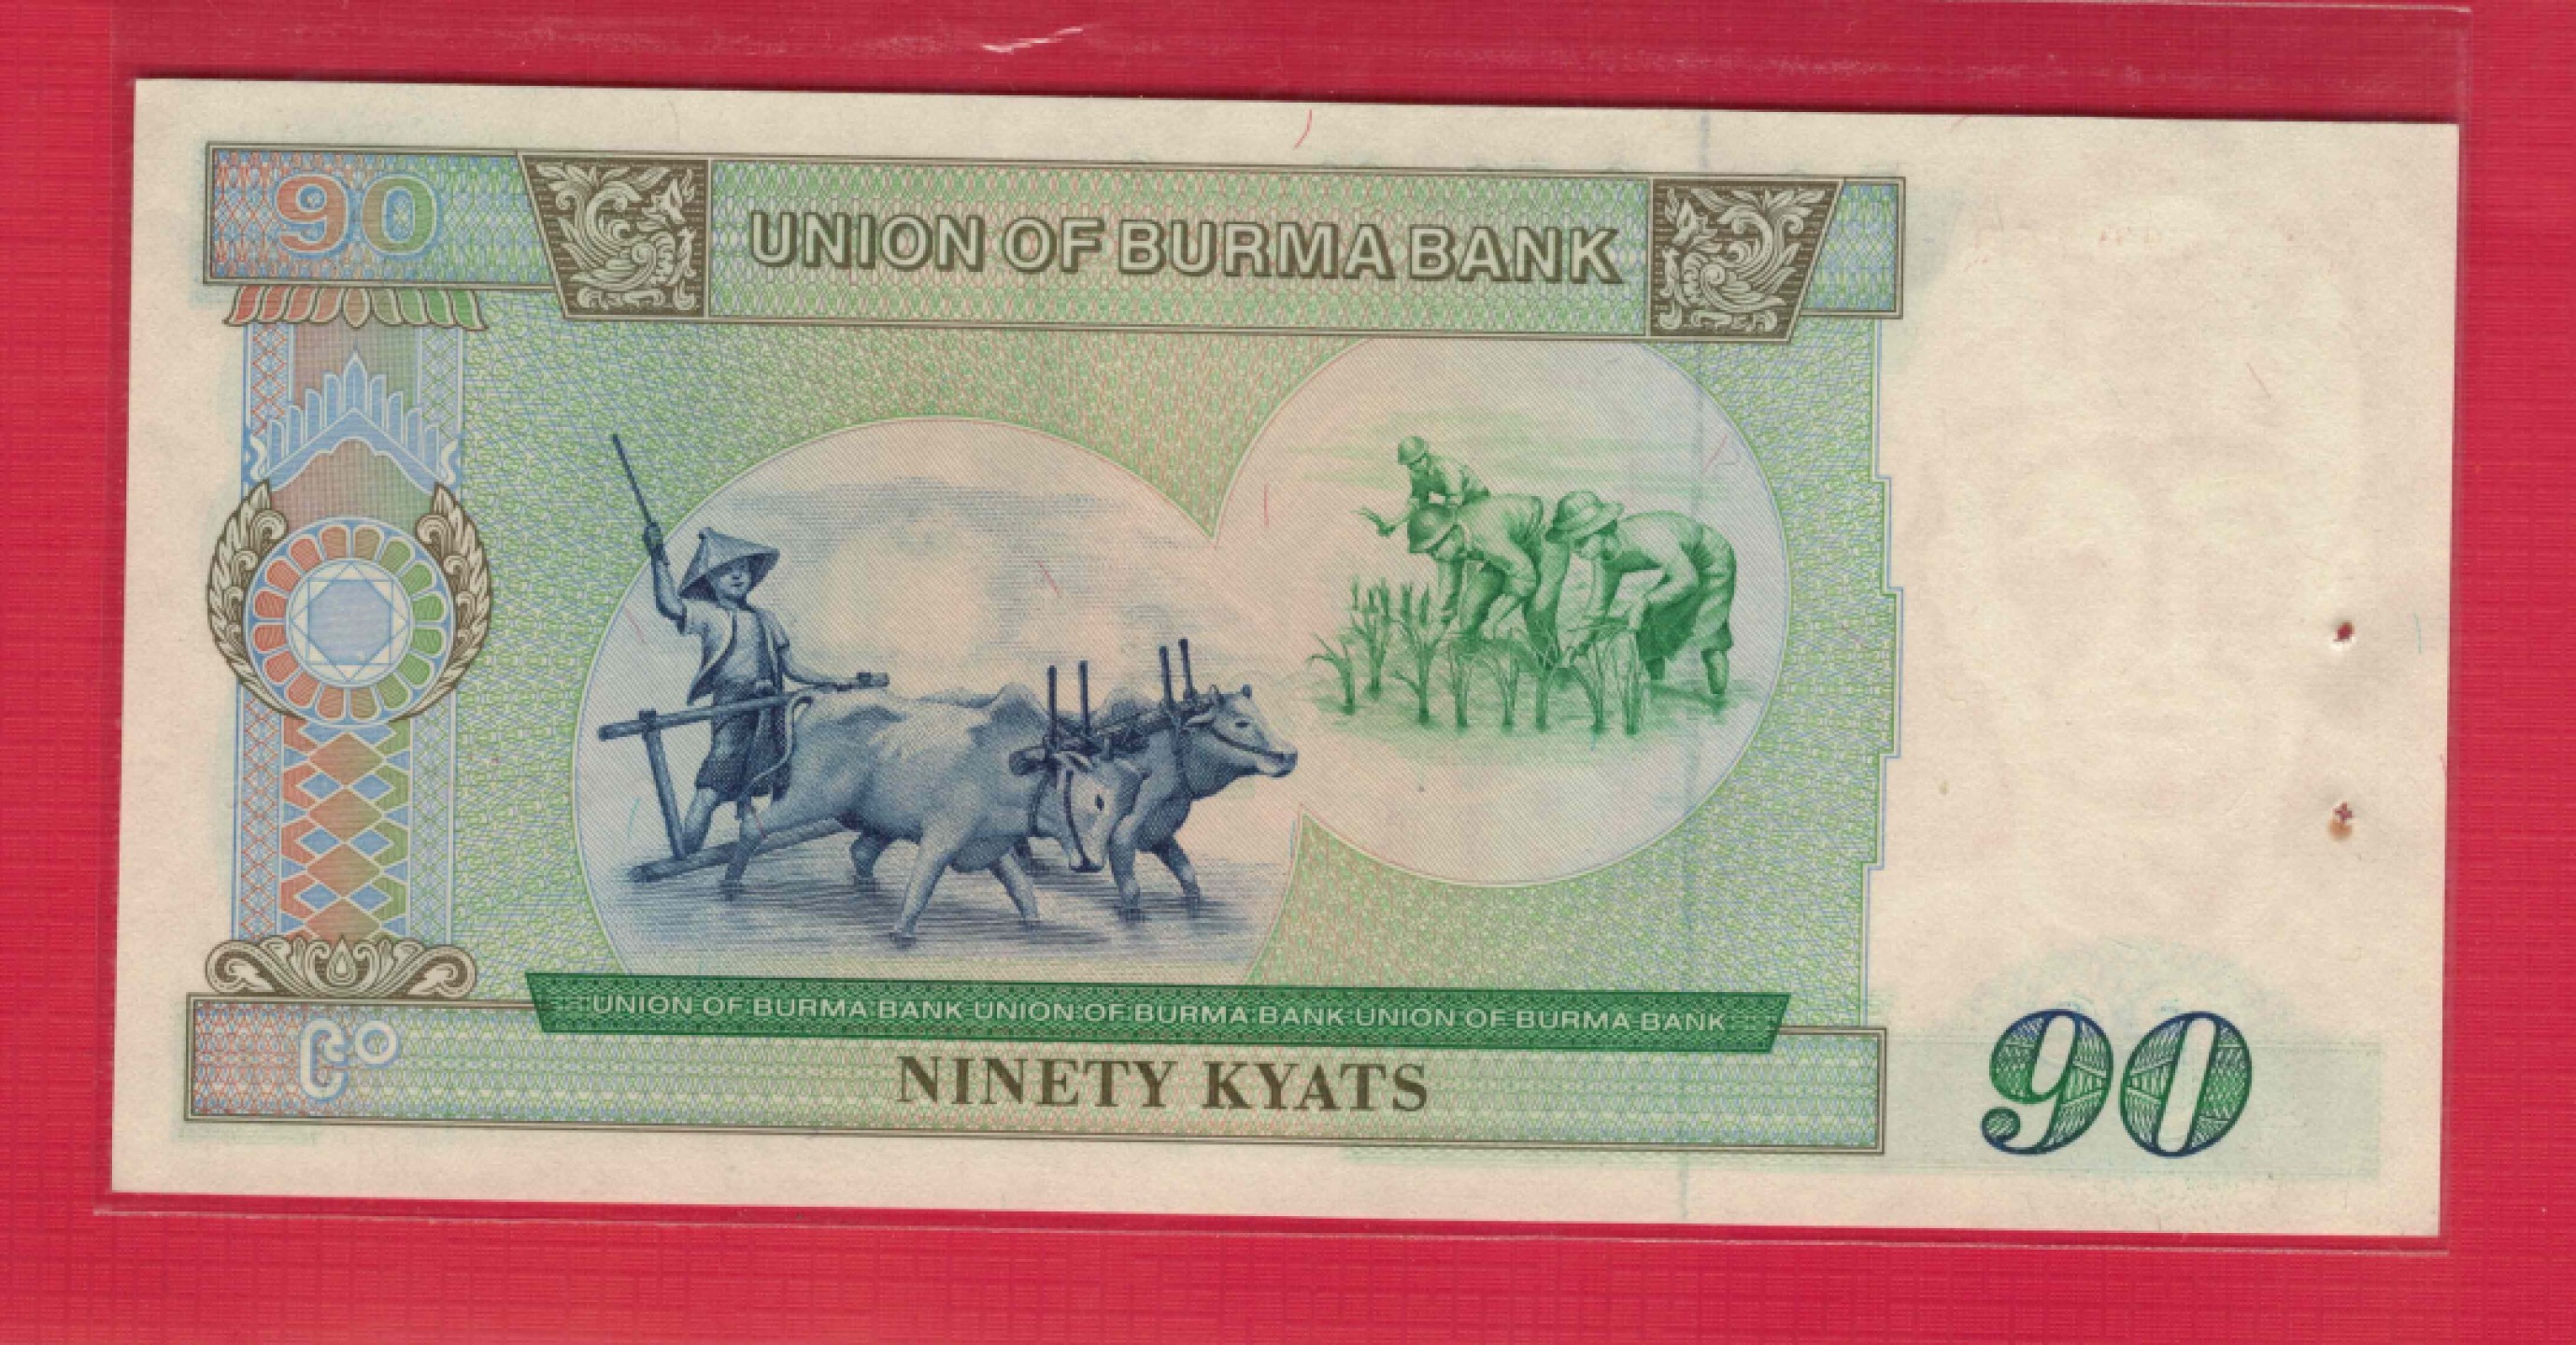 90
UNION OF BURMA BANK
UNION OF BURMA BANK UNION OF BURMA BANK UNION OF BURMA BANK
၉၀
NINETY KYATS
90